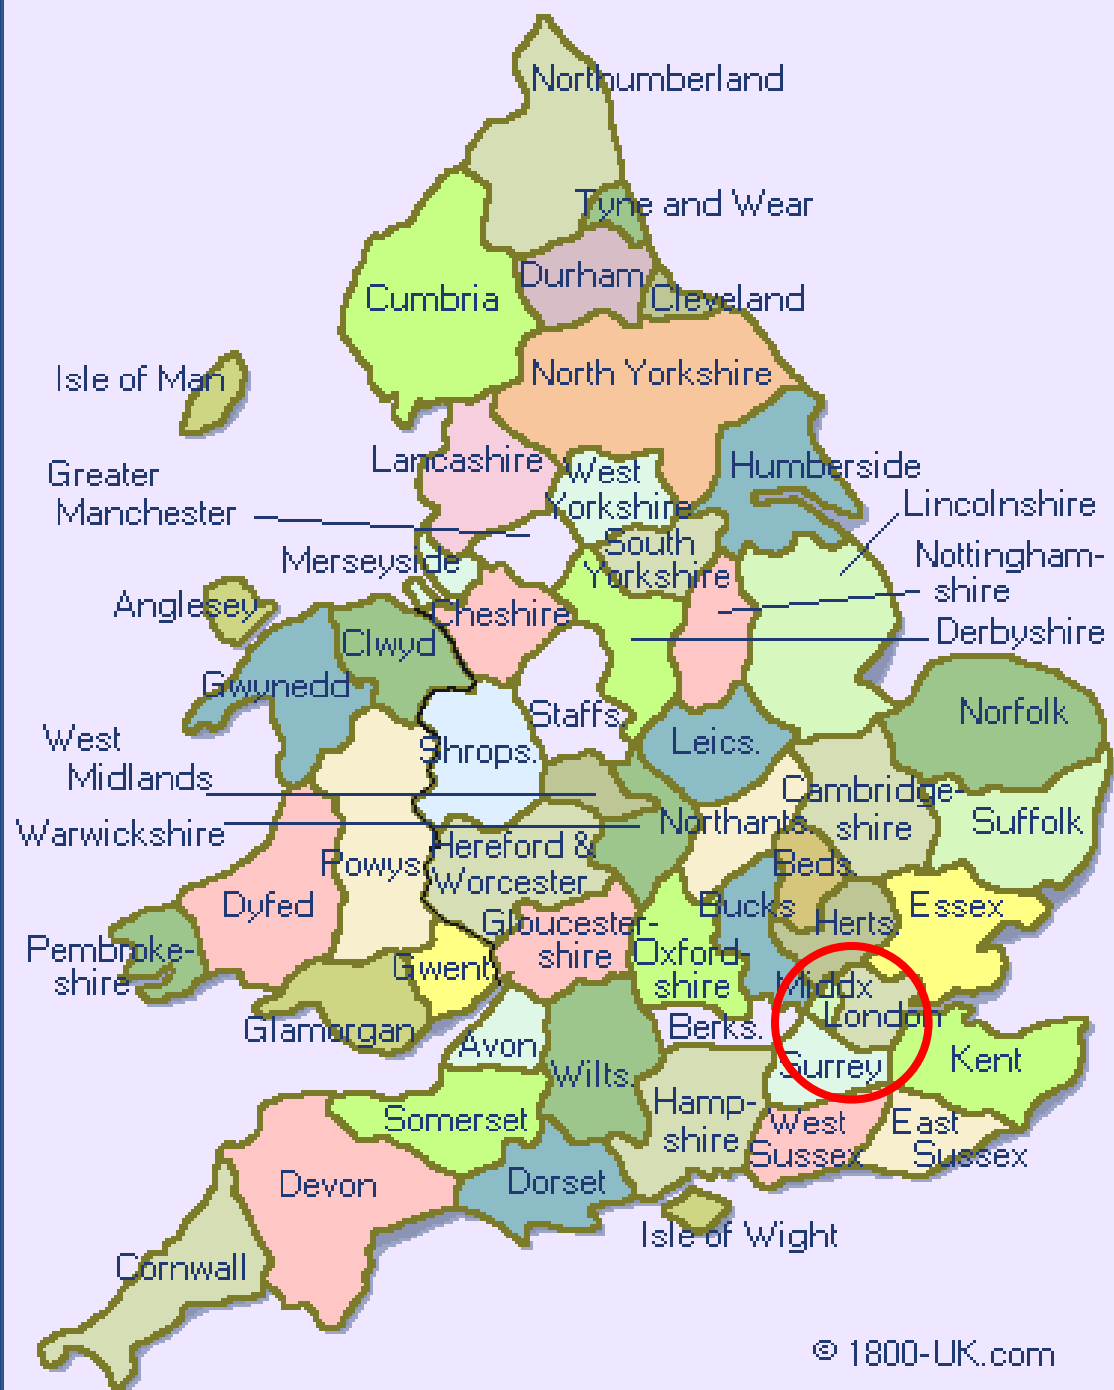 Northumberland
Tyne and Wear
Durham
Cleveland
Cumbria
Isle of Man
North Yorkshire
Lancashire
West
Yorkshire
Humberside
Greater
Manchester
Lincolnshire
South
Yorkshire
Nottingham-
shire
Merseyside
Anglesey
Cheshire
Derbyshire
Clwyd
Gwynedd
Staffs.
Norfolk
West
Midlands
Shrops.
Leics.
Cambridge-
shire
Suffolk
Warwickshire
Northants.
Hereford &
Worcester
Powys
Beds.
Dyfed
Bucks
Herts
Essex
Gloucester-
shire
Oxford-
shire
Pembroke-
shire
Gwent
Middx
London
Glamorgan
Berks.
Avon
Surrey
Kent
Wilts.
Somerset
Hamp-
shire
West
Sussex
East
Sussex
Devon
Dorset
Isle of Wight
Cornwall
© 1800-UK.com